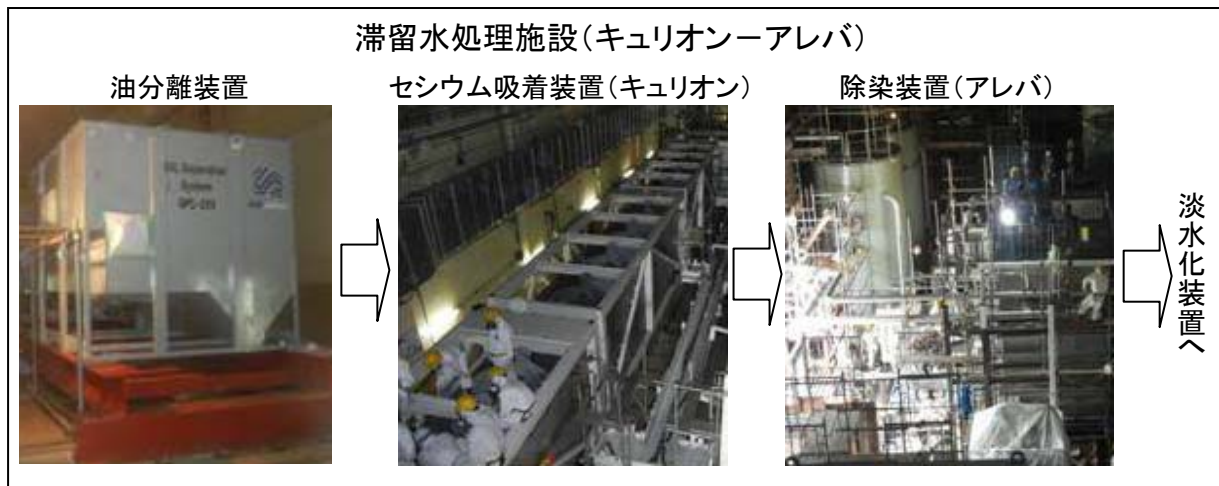 滞留水処理施設(キュリオンーアレバ)
油分離装置
セシウム吸着装置(キュリオン)
除染装置(アレバ)
Oil Separation
System
淡水化装置へ